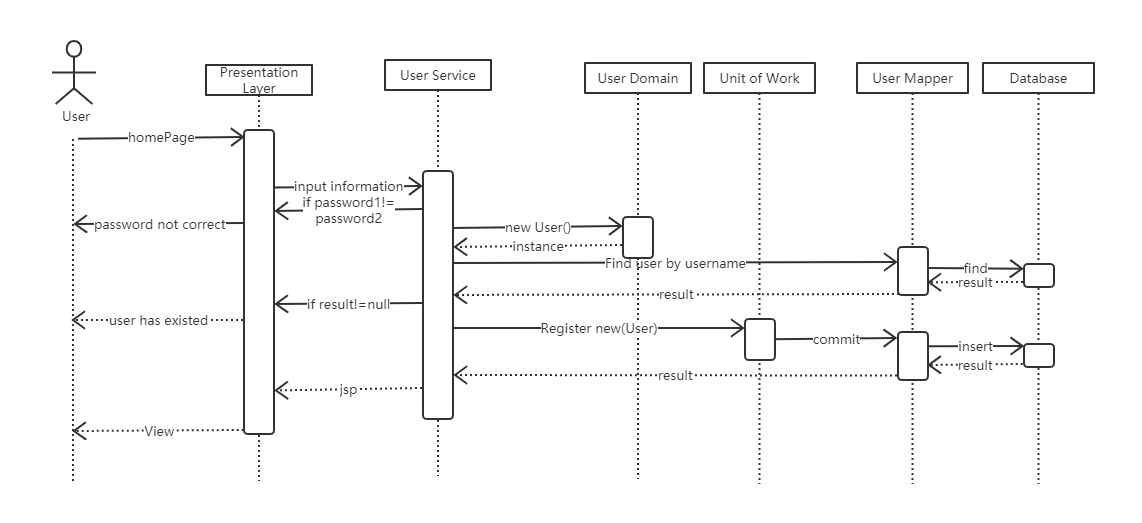 Presentation
Layer
User Service
User Domain
Unit of Work
User Mapper
Database
User
homePage
input information
if password1!=
password2
password not correct
new User()
instance
Find user by username
find
result
result
if result!=null
user has existed
Register new(User)
commit
insert
result
result
jsp
View